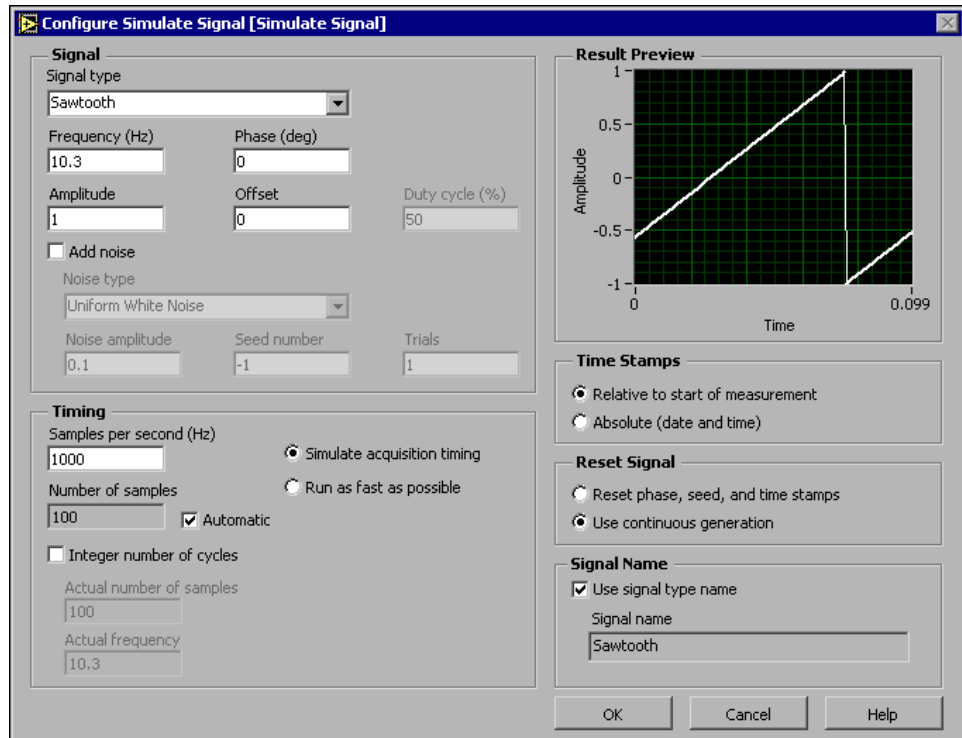 Configure Simulate Signal [Simulate Signal]
Signal
Signal type
Sawtooth
Frequency (Hz) Phase (deg)
10.3 0
Amplitude Offset Duty cycle (%)
1 0 50
Add noise
Noise type
Uniform White Noise
Noise amplitude Seed number Trials
0.1 -1 1
Timing
Samples per second (Hz)
1000
Simulate acquisition timing
Run as fast as possible
Number of samples
100 Automatic
Integer number of cycles
Actual number of samples
100
Actual frequency
10.3
Result Preview
1
0.5
0
-0.5
-1
Amplitude
0 0.099
Time
Time Stamps
Relative to start of measurement
Absolute (date and time)
Reset Signal
Reset phase, seed, and time stamps
Use continuous generation
Signal Name
Use signal type name
Signal name
Sawtooth
OK Cancel Help